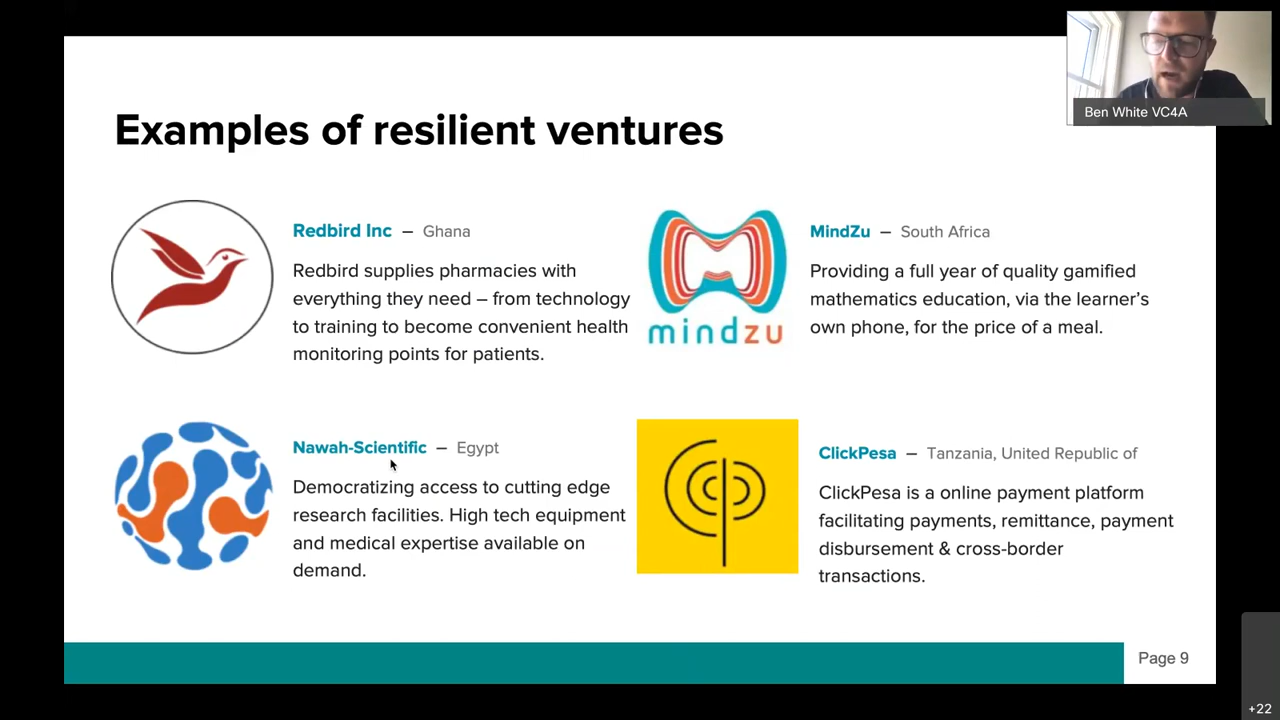 Ben White VC4A
Examples of resilient ventures
Redbird Inc – Ghana
Redbird supplies pharmacies with
everything they need – from technology
to training to become convenient health
monitoring points for patients.
mindzu
MindZu – South Africa
Providing a full year of quality gamified
mathematics education, via the learner’s
own phone, for the price of a meal.
Nawah-Scientific – Egypt
Democratizing access to cutting edge
research facilities. High tech equipment
and medical expertise available on
demand.
ClickPesa – Tanzania, United Republic of
ClickPesa is a online payment platform
facilitating payments, remittance, payment
disbursement & cross-border
transactions.
Page 9
+22